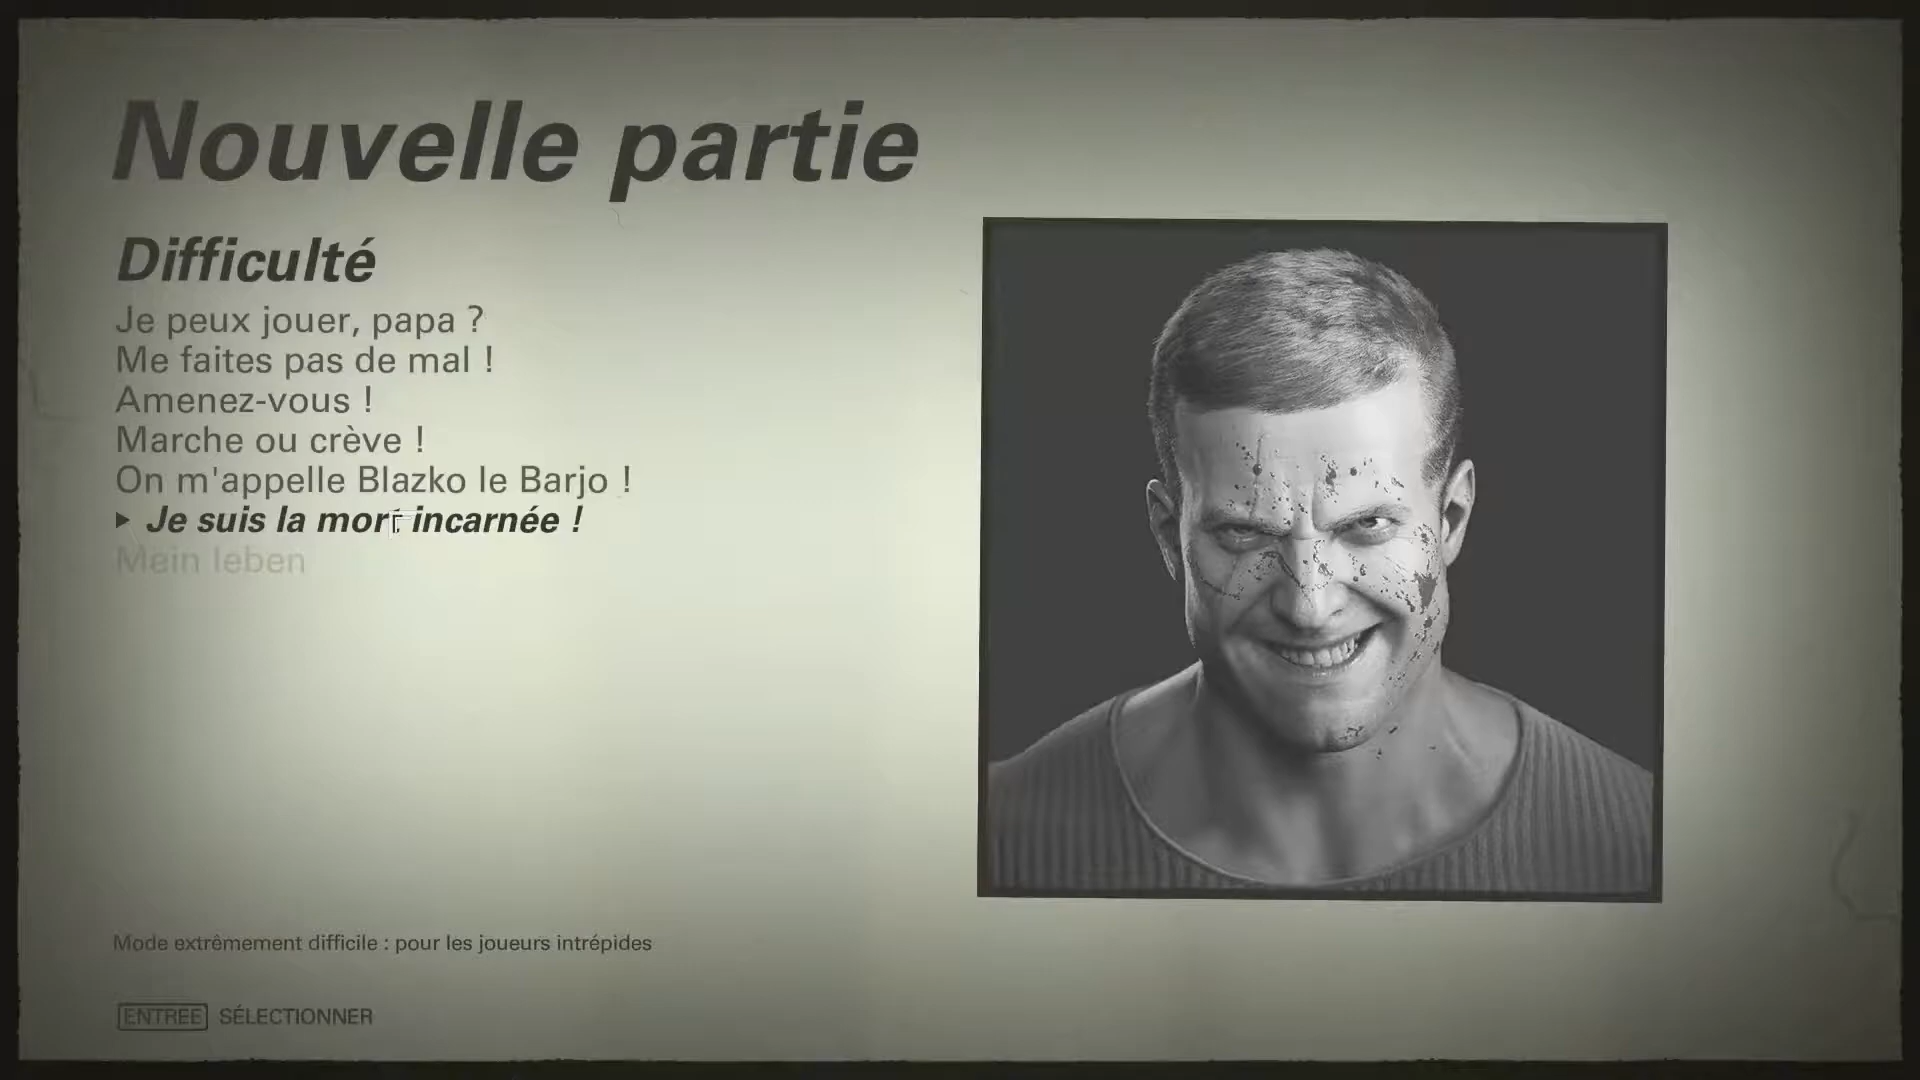 Nouvelle partie
Difficulté
Je peux jouer, papa ?
Me faites pas de mal !
Amenez-vous !
Marche ou crève !
On m'appelle Blazko le Barjo !
Je suis la mort incarnée !
Mein leben
Mode extrêmement difficile : pour les joueurs intrépides
ENTREE SÉLECTIONNER